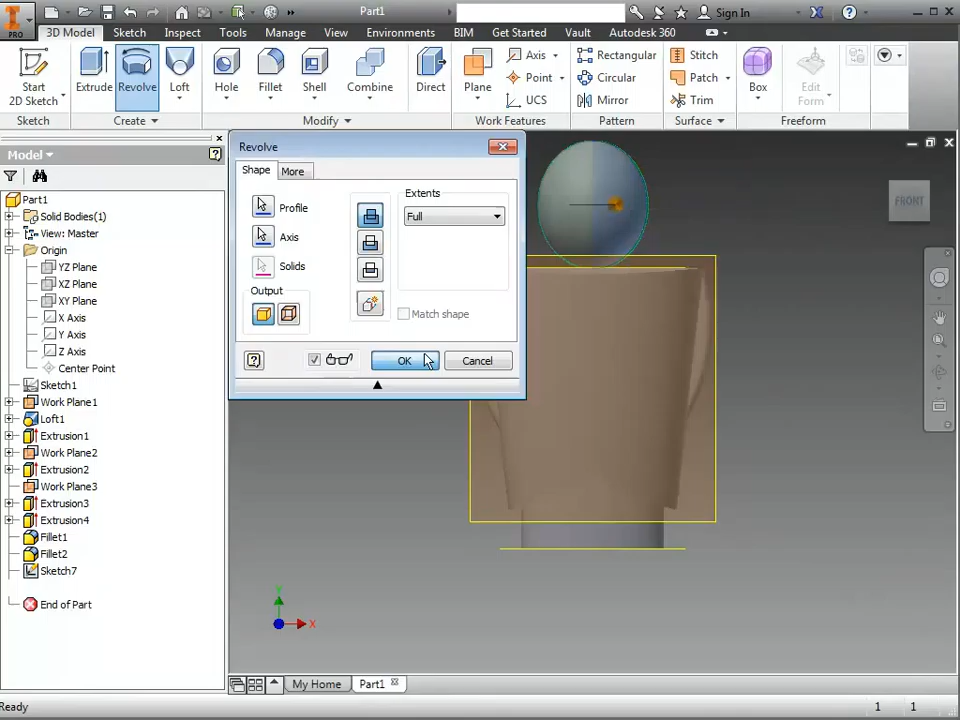 Part1
Sign In
PRO
3D Model
Sketch
Inspect
Tools
Manage
View
Environments
BIM
Get Started
Vault
Autodesk 360
Start
2D Sketch
Extrude
Revolve
Loft
Hole
Fillet
Shell
Combine
Direct
Plane
Axis
Point
UCS
Rectangular
Circular
Mirror
Stitch
Patch
Trim
Box
Edit
Form
Sketch
Create
Modify
Work Features
Pattern
Surface
Freeform
Model
Part1
Solid Bodies(1)
View: Master
Origin
YZ Plane
XZ Plane
XY Plane
X Axis
Y Axis
Z Axis
Center Point
Sketch1
Work Plane1
Loft1
Extrusion1
Work Plane2
Extrusion2
Work Plane3
Extrusion3
Extrusion4
Fillet1
Fillet2
Sketch7
End of Part
Revolve
Shape
More
Profile
Axis
Solids
Output
Extents
Full
Match shape
OK
Cancel
FRONT
Y
X
My Home
Part1
Ready
1
1